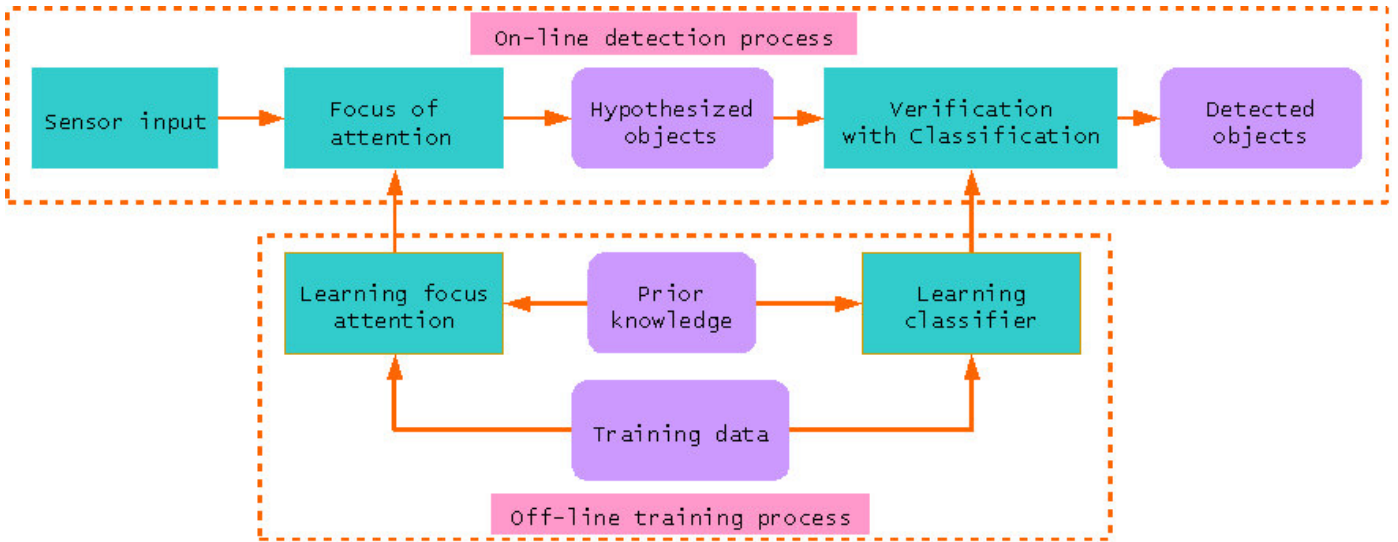 On-line detection process
Sensor input
Focus of
attention
Hypothesized
objects
Verification
with Classification
Detected
objects
Learning focus
attention
Prior
knowledge
Learning
classifier
Training data
Off-line training process